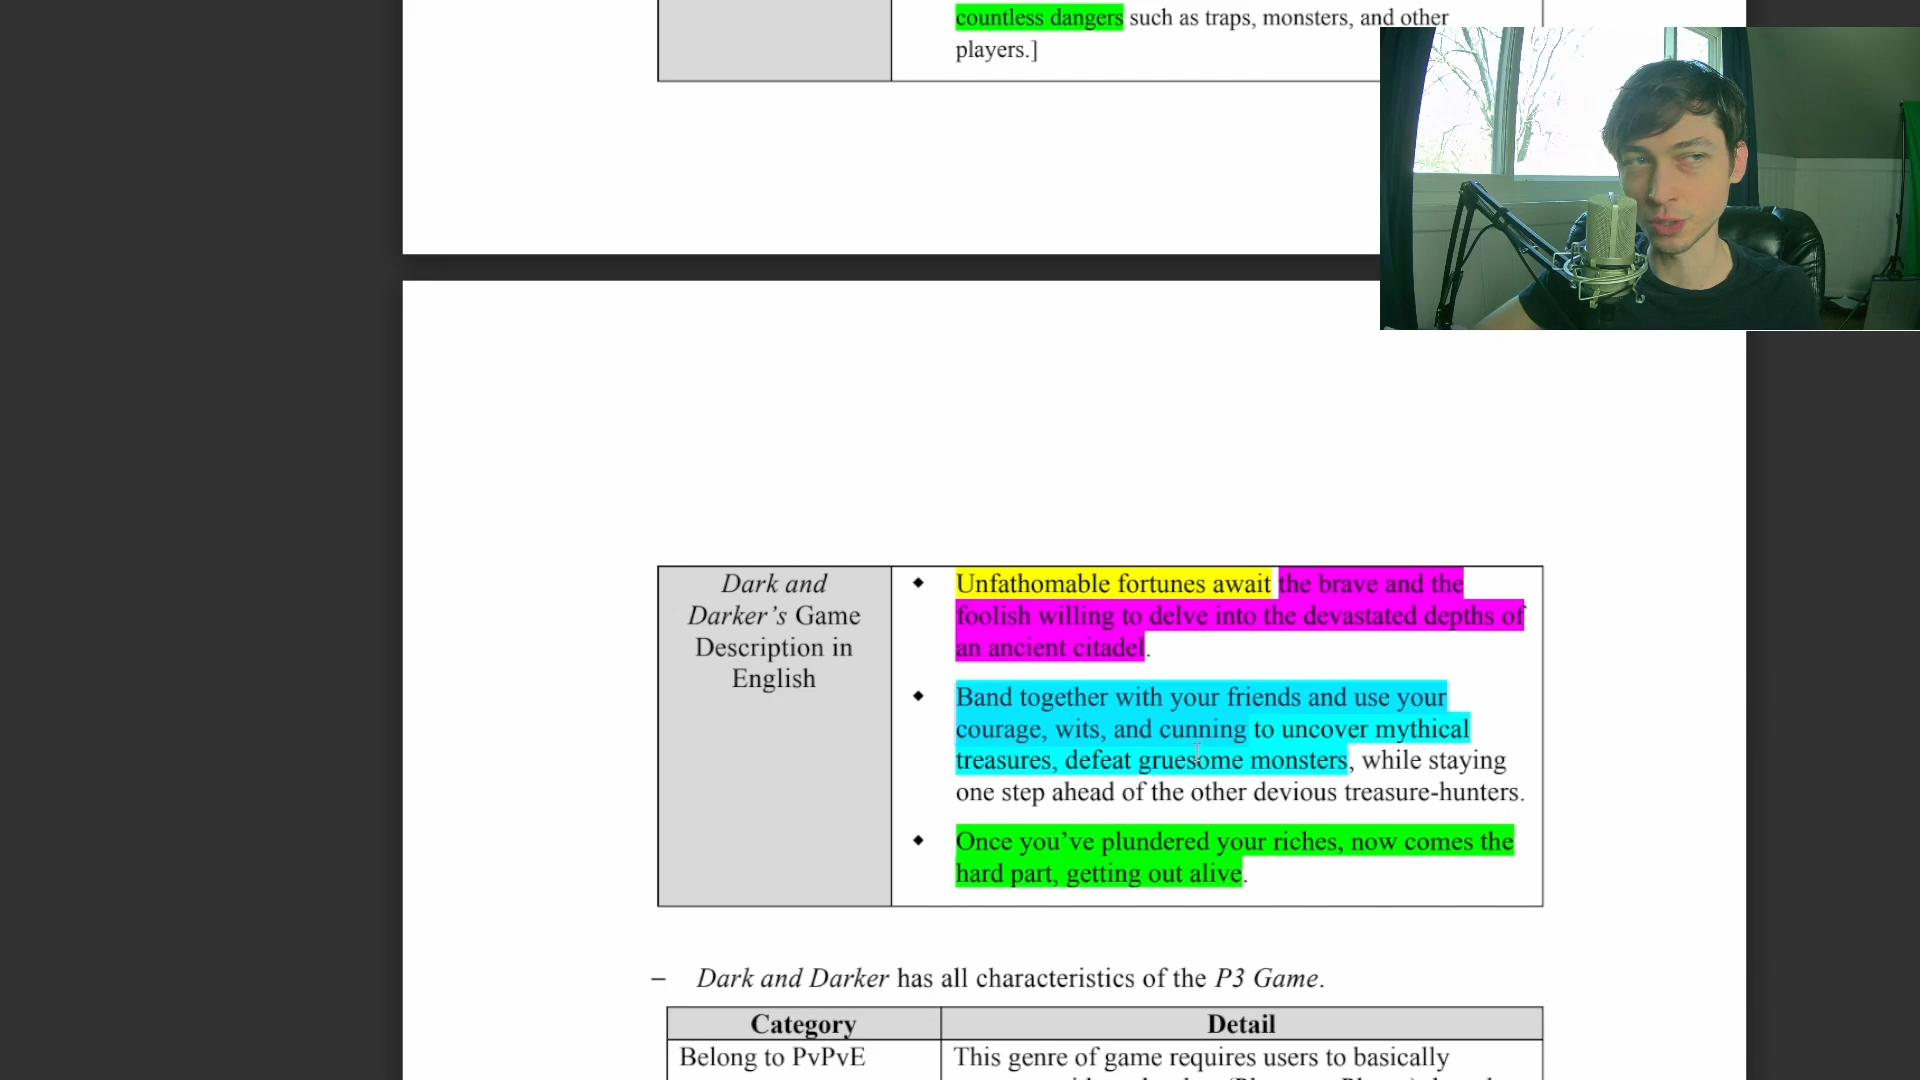 countless dangers such as traps, monsters, and other
players.]
Dark and
Darker's Game
Description in
English
◆ Unfathomable fortunes await the brave and the
foolish willing to delve into the devastated depths of
an ancient citadel.
◆ Band together with your friends and use your
courage, wits, and cunning to uncover mythical
treasures, defeat gruesome monsters, while staying
one step ahead of the other devious treasure-hunters.
◆ Once you've plundered your riches, now comes the
hard part, getting out alive.
– Dark and Darker has all characteristics of the P3 Game.
Category Detail
Belong to PvPvE This genre of game requires users to basically